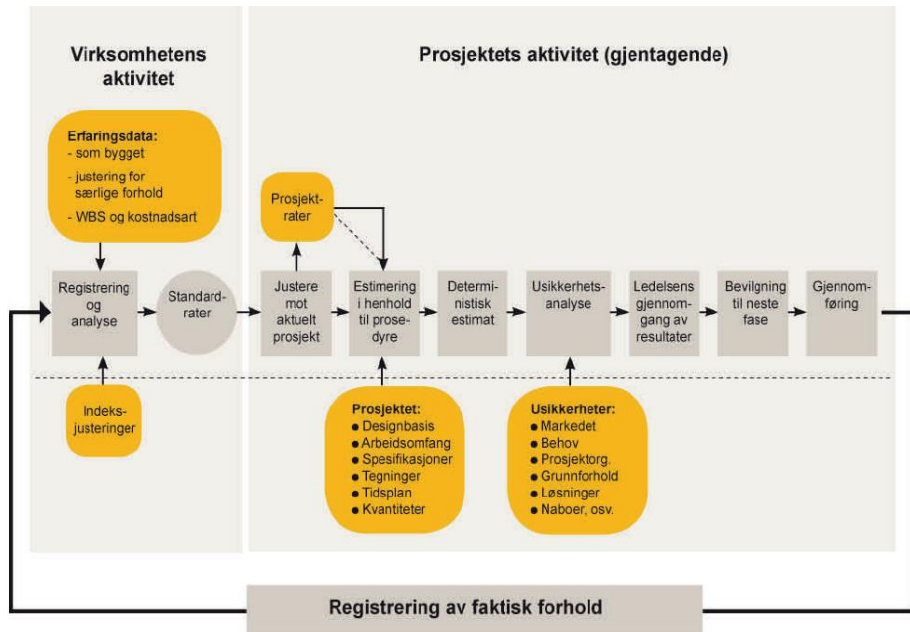 Virksomhetens
aktivitet
Prosjektets aktivitet (gjentagende)
Erfaringsdata:
- som bygget
- justering for
særlige forhold
- WBS og kostnadsart
Prosjekt-
rater
Registrering
og
analyse
Standard-
rater
Justere
mot
aktuelt
prosjekt
Estimering
i henhold
til prose-
dyre
Determi-
nistisk
estimat
Usikkerhets-
analyse
Ledelsens
gjennom-
gang av
resultater
Bevilgning
til neste
fase
Gjennom-
føring
Indeks-
justeringer
Prosjektet:
● Designbasis
● Arbeidsomfang
● Spesifikasjoner
● Tegninger
● Tidsplan
● Kvantiteter
Usikkerheter:
● Markedet
● Behov
● Prosjektorg.
● Grunnforhold
● Løsninger
● Naboer, osv.
Registrering av faktisk forhold